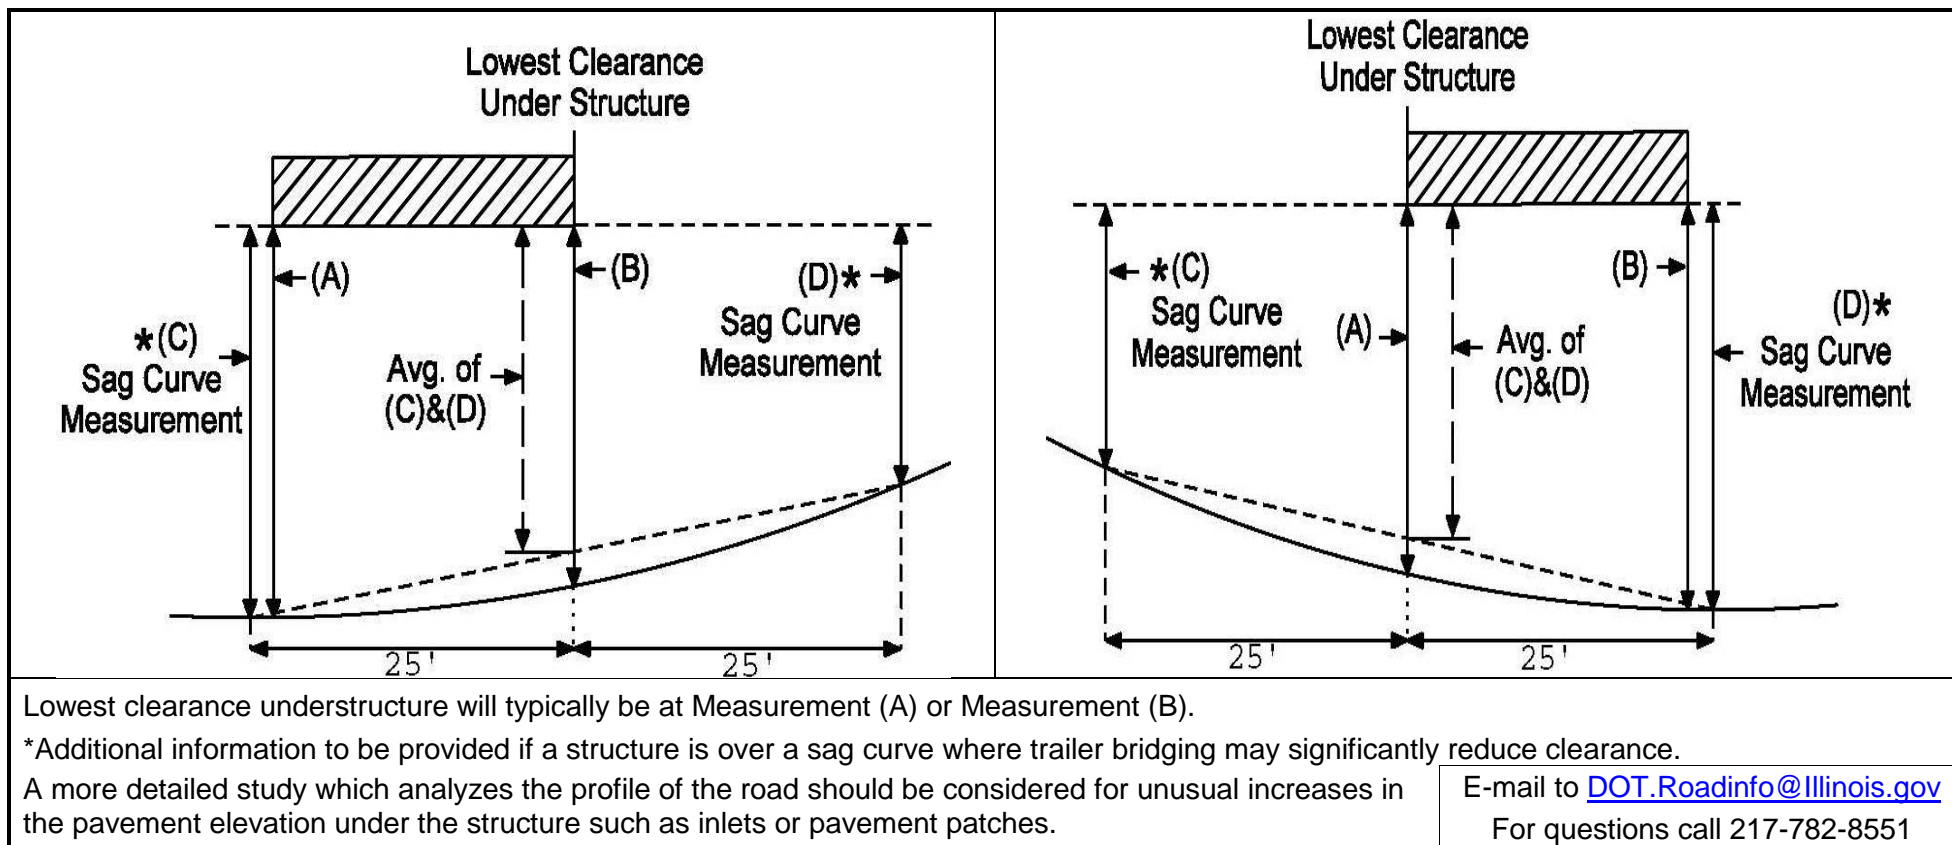 Lowest Clearance
Under Structure
(A)
(B)
(D)*
Sag Curve
Measurement
*(C)
Sag Curve
Measurement
Avg. of
(C)&(D)
25'
25'
Lowest Clearance
Under Structure
*(C)
Sag Curve
Measurement
(A)
Avg. of
(C)&(D)
(B)
(D)*
Sag Curve
Measurement
25'
25'
Lowest clearance understructure will typically be at Measurement (A) or Measurement (B).
*Additional information to be provided if a structure is over a sag curve where trailer bridging may significantly reduce clearance.
A more detailed study which analyzes the profile of the road should be considered for unusual increases in
the pavement elevation under the structure such as inlets or pavement patches.
E-mail to DOT.Roadinfo@Illinois.gov
For questions call 217-782-8551